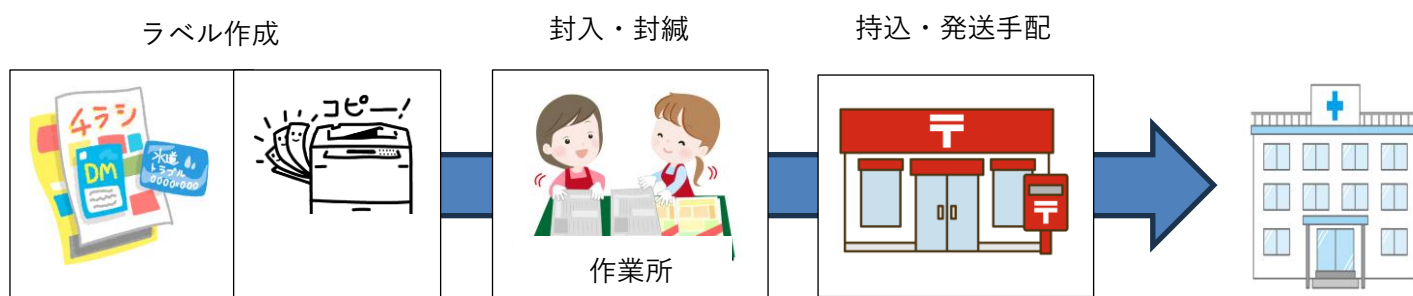 ラベル作成
封入・封緘
持込・発送手配
チラシ
DM
水道
トラブル
0000x000
コピー!
作業所